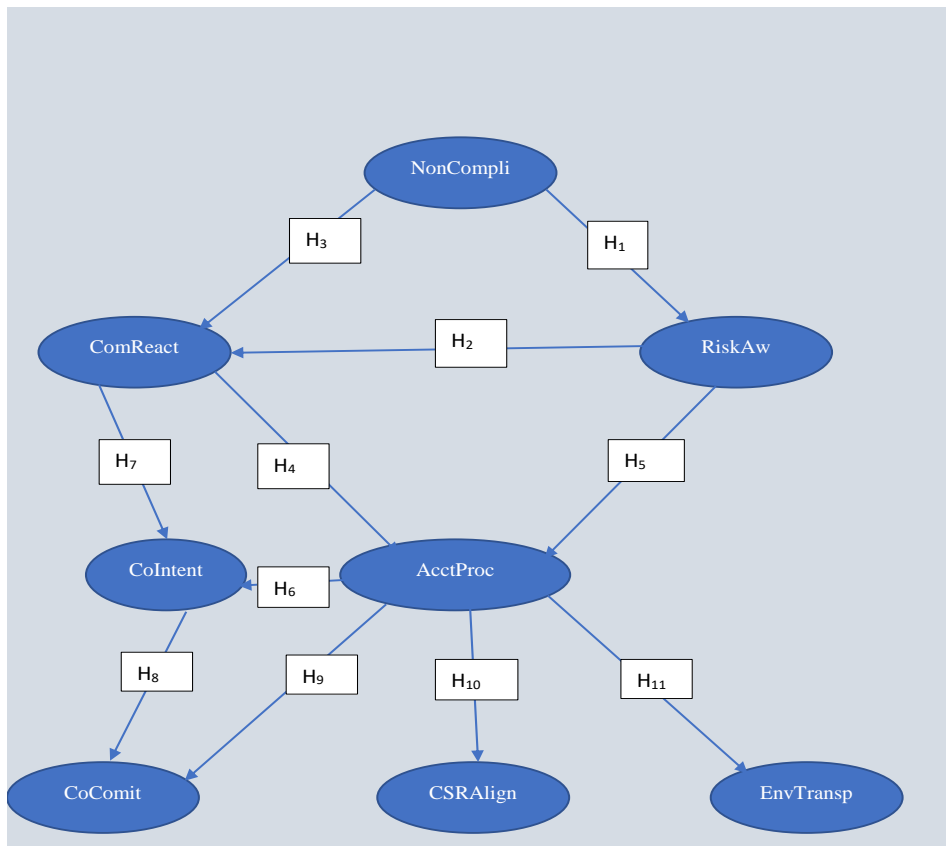 NonCompli
H₃
H₁
ComReact
H₂
RiskAw
H₇
H₄
H₅
CoIntent
H₆
AcctProc
H₈
H₉
H₁₀
H₁₁
CoComit
CSRAlign
EnvTransp